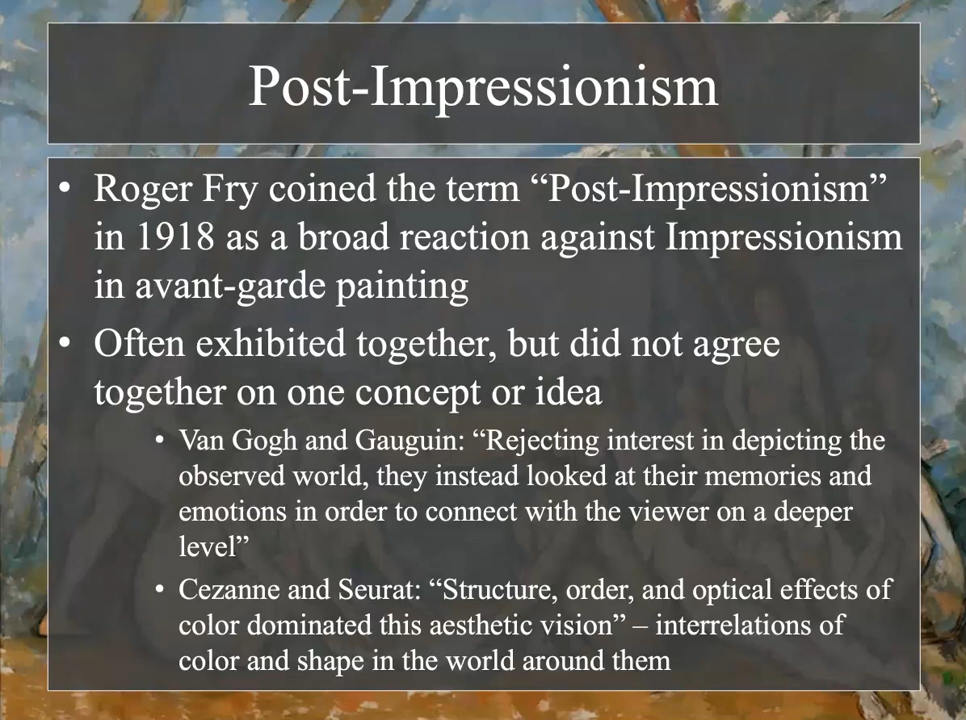 Post-Impressionism
• Roger Fry coined the term “Post-Impressionism”
in 1918 as a broad reaction against Impressionism
in avant-garde painting
• Often exhibited together, but did not agree
together on one concept or idea
• Van Gogh and Gauguin: “Rejecting interest in depicting the
observed world, they instead looked at their memories and
emotions in order to connect with the viewer on a deeper
level”
• Cezanne and Seurat: “Structure, order, and optical effects of
color dominated this aesthetic vision” – interrelations of
color and shape in the world around them